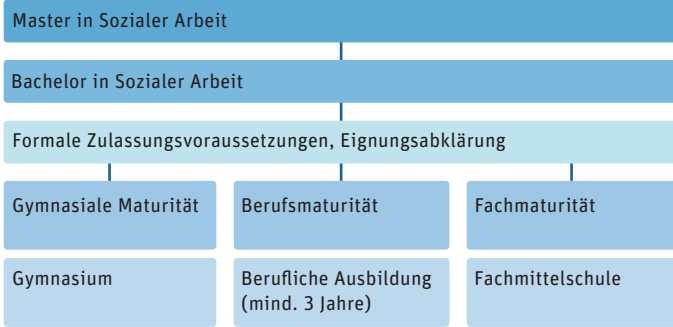 Master in Sozialer Arbeit
Bachelor in Sozialer Arbeit
Formale Zulassungsvoraussetzungen, Eignungsabklärung
Gymnasiale Maturität
Berufsmaturität
Fachmaturität
Gymnasium
Berufliche Ausbildung
(mind. 3 Jahre)
Fachmittelschule